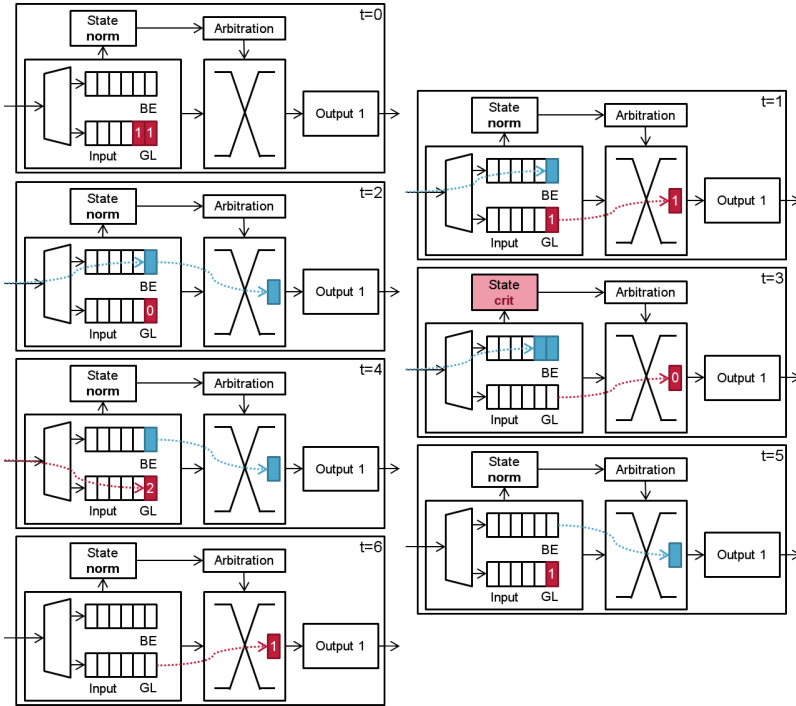 t=0
State
norm
Arbitration
BE
1 1
Input GL
Output 1
t=1
State
norm
Arbitration
BE
1
Input GL
1
Output 1
t=2
State
norm
Arbitration
BE
0
Input GL
Output 1
t=3
State
crit
Arbitration
BE
Input GL
0
Output 1
t=4
State
norm
Arbitration
BE
2
Input GL
Output 1
t=5
State
norm
Arbitration
BE
1
Input GL
Output 1
t=6
State
norm
Arbitration
BE
Input GL
1
Output 1